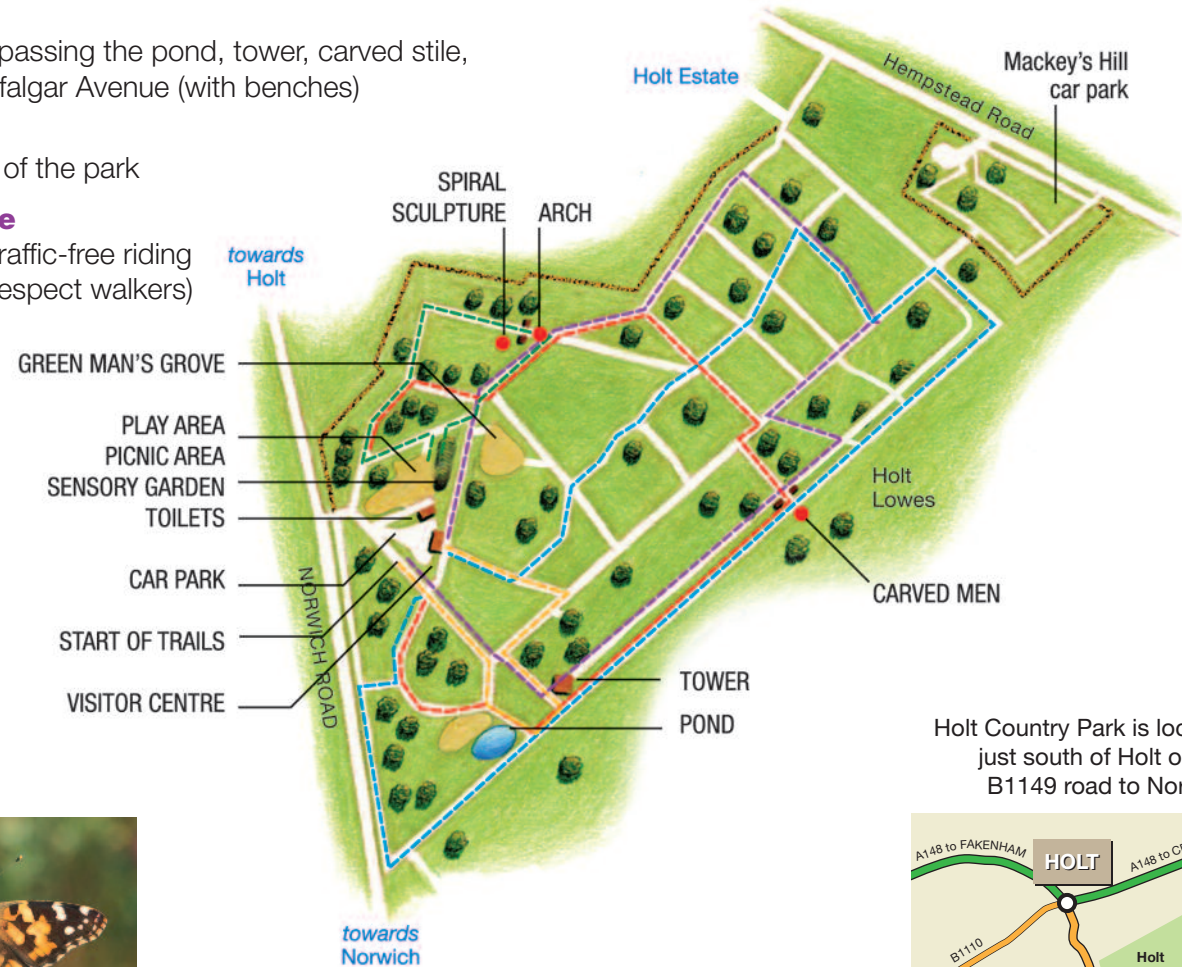 passing the pond, tower, carved stile,
falgar Avenue (with benches)
of the park
e
raffic-free riding
espect walkers)
Holt Estate
Hempstead Road
Mackey's Hill
car park
SPIRAL
SCULPTURE
ARCH
towards
Holt
GREEN MAN'S GROVE
PLAY AREA
PICNIC AREA
SENSORY GARDEN
TOILETS
CAR PARK
START OF TRAILS
VISITOR CENTRE
NORWICH ROAD
Holt
Lowes
CARVED MEN
TOWER
POND
towards
Norwich
Holt Country Park is loc
just south of Holt o
B1149 road to Nor
A148 to FAKENHAM
HOLT
A148 to C
B1110
Holt